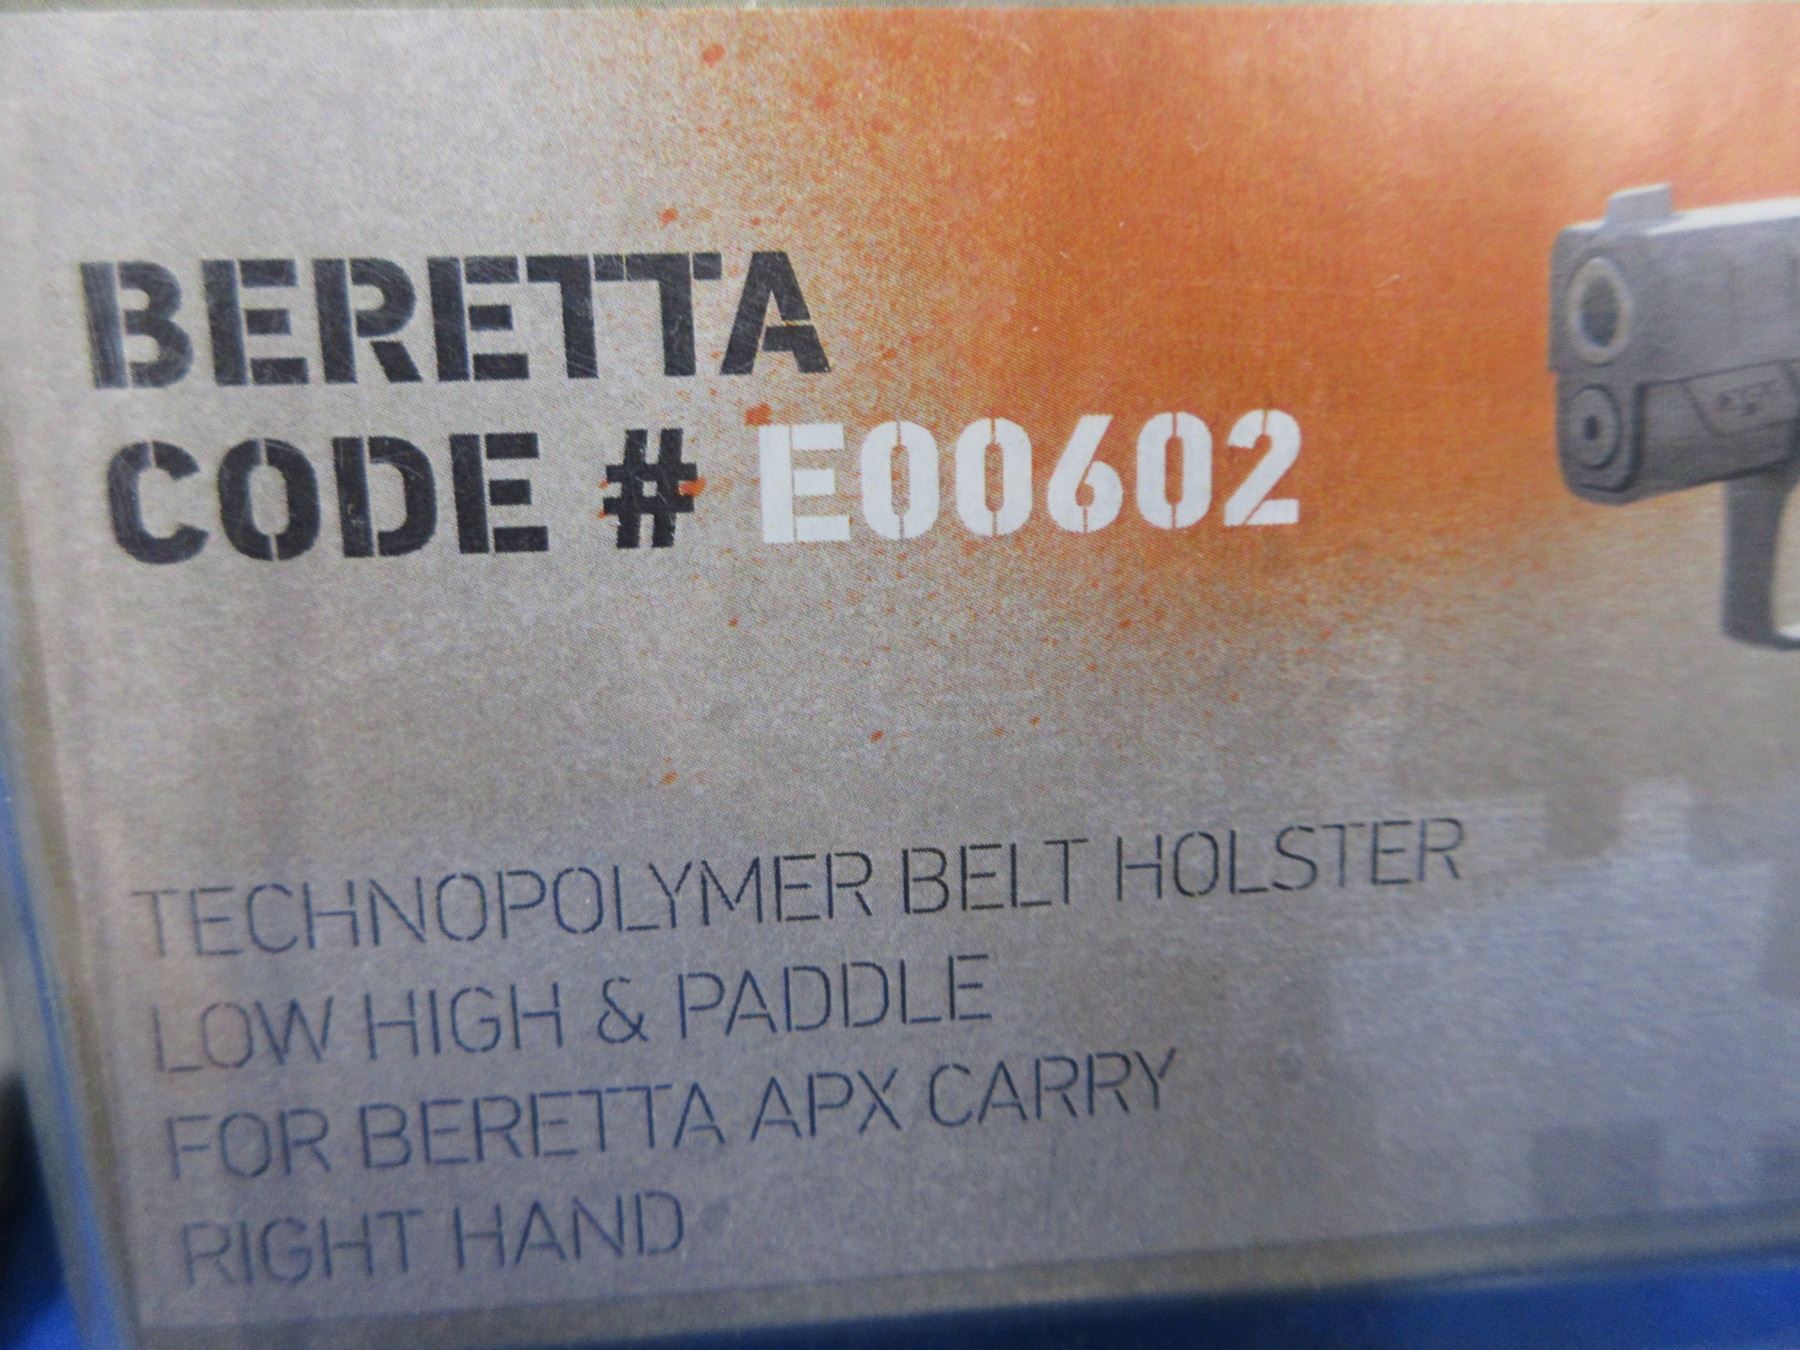 BERETTA
CODE # E00602
TECHNOPOLYMER BELT HOLSTER
LOW HIGH & PADDLE
FOR BERETTA APX CARRY
RIGHT HAND